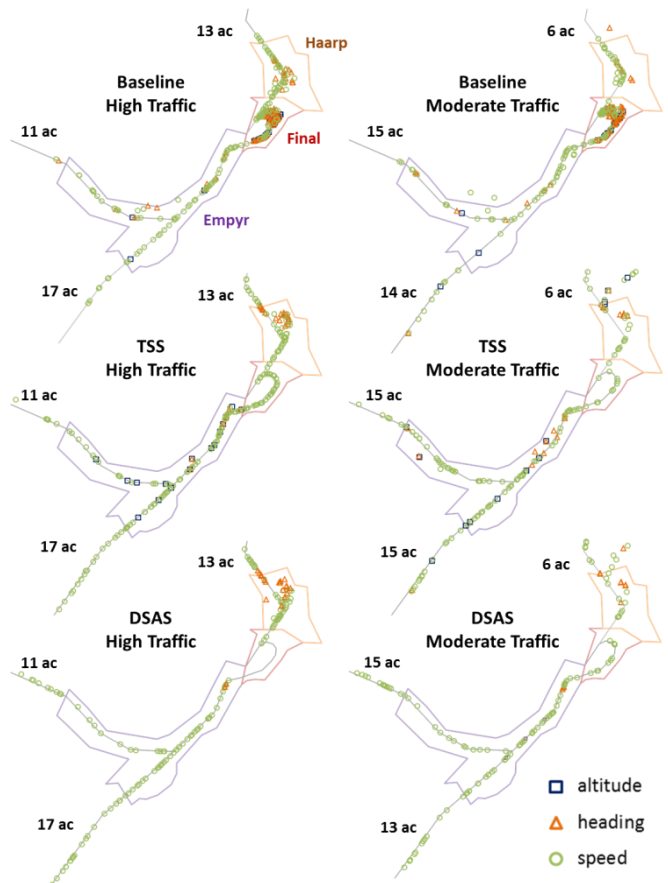 13 ac
Haarp
6 ac
Baseline
High Traffic
Baseline
Moderate Traffic
11 ac
15 ac
Final
Empyr
17 ac
14 ac
13 ac
6 ac
TSS
High Traffic
TSS
Moderate Traffic
11 ac
15 ac
17 ac
15 ac
13 ac
6 ac
DSAS
High Traffic
DSAS
Moderate Traffic
11 ac
15 ac
17 ac
13 ac
altitude
heading
speed